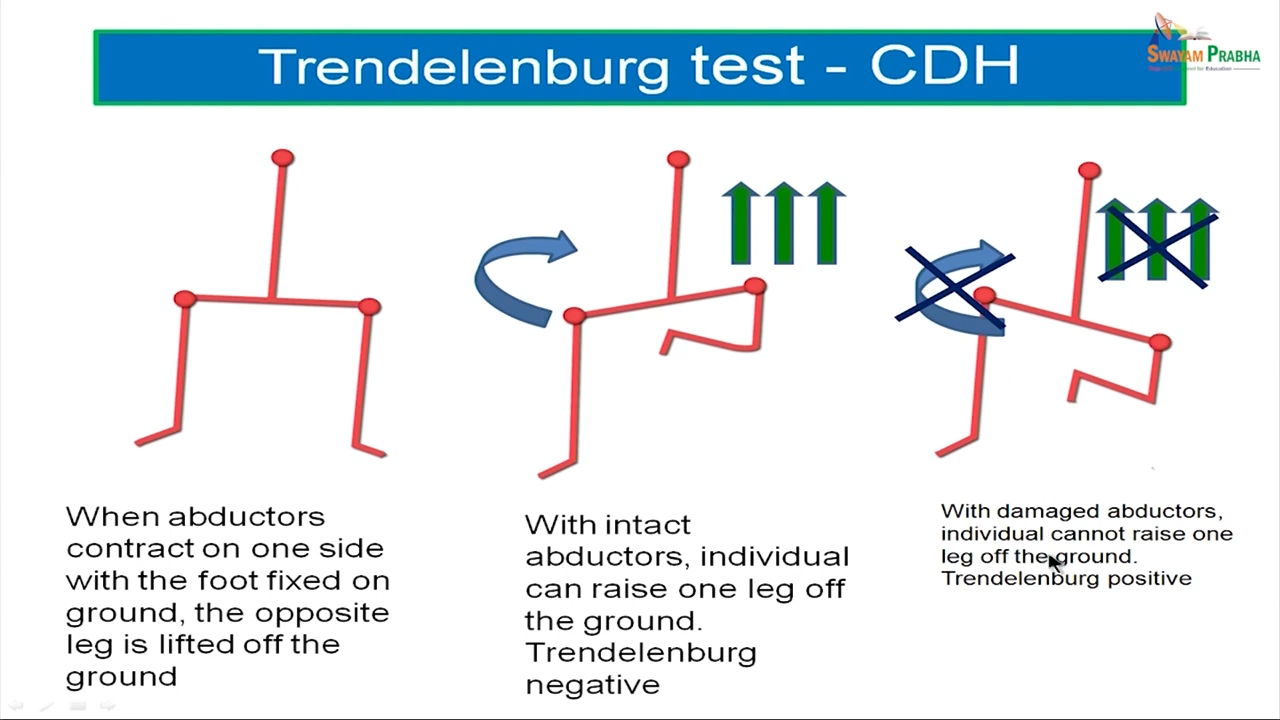 Trendelenburg test - CDH
SWAYAM PRABHA
When abductors
contract on one side
with the foot fixed on
ground, the opposite
leg is lifted off the
ground
With intact
abductors, individual
can raise one leg off
the ground.
Trendelenburg
negative
With damaged abductors,
individual cannot raise one
leg off the ground.
Trendelenburg positive